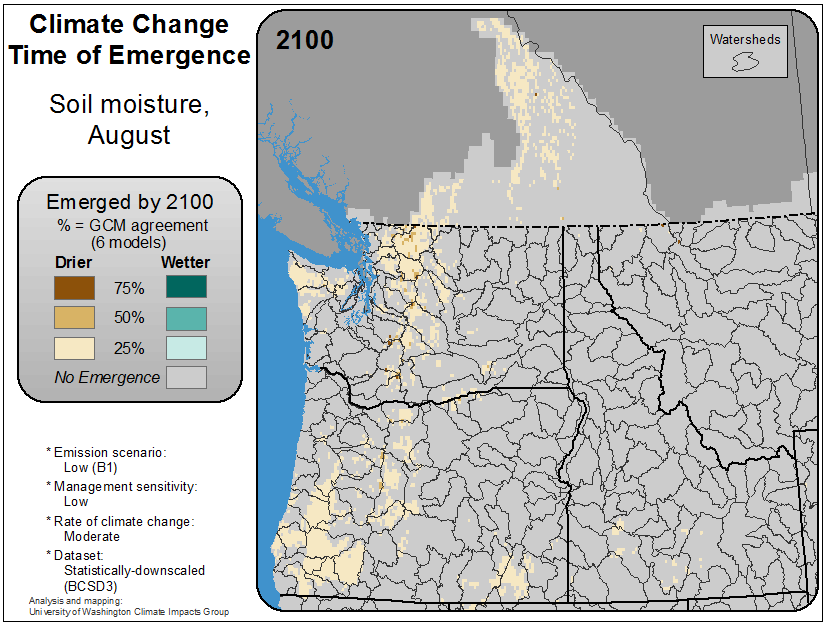 Climate Change
Time of Emergence
Soil moisture,
August
Emerged by 2100
% = GCM agreement
(6 models)
Drier Wetter
75%
50%
25%
No Emergence
* Emission scenario:
Low (B1)
* Management sensitivity:
Low
* Rate of climate change:
Moderate
* Dataset:
Statistically-downscaled
(BCSD3)
Analysis and mapping:
University of Washington Climate Impacts Group
2100
Watersheds